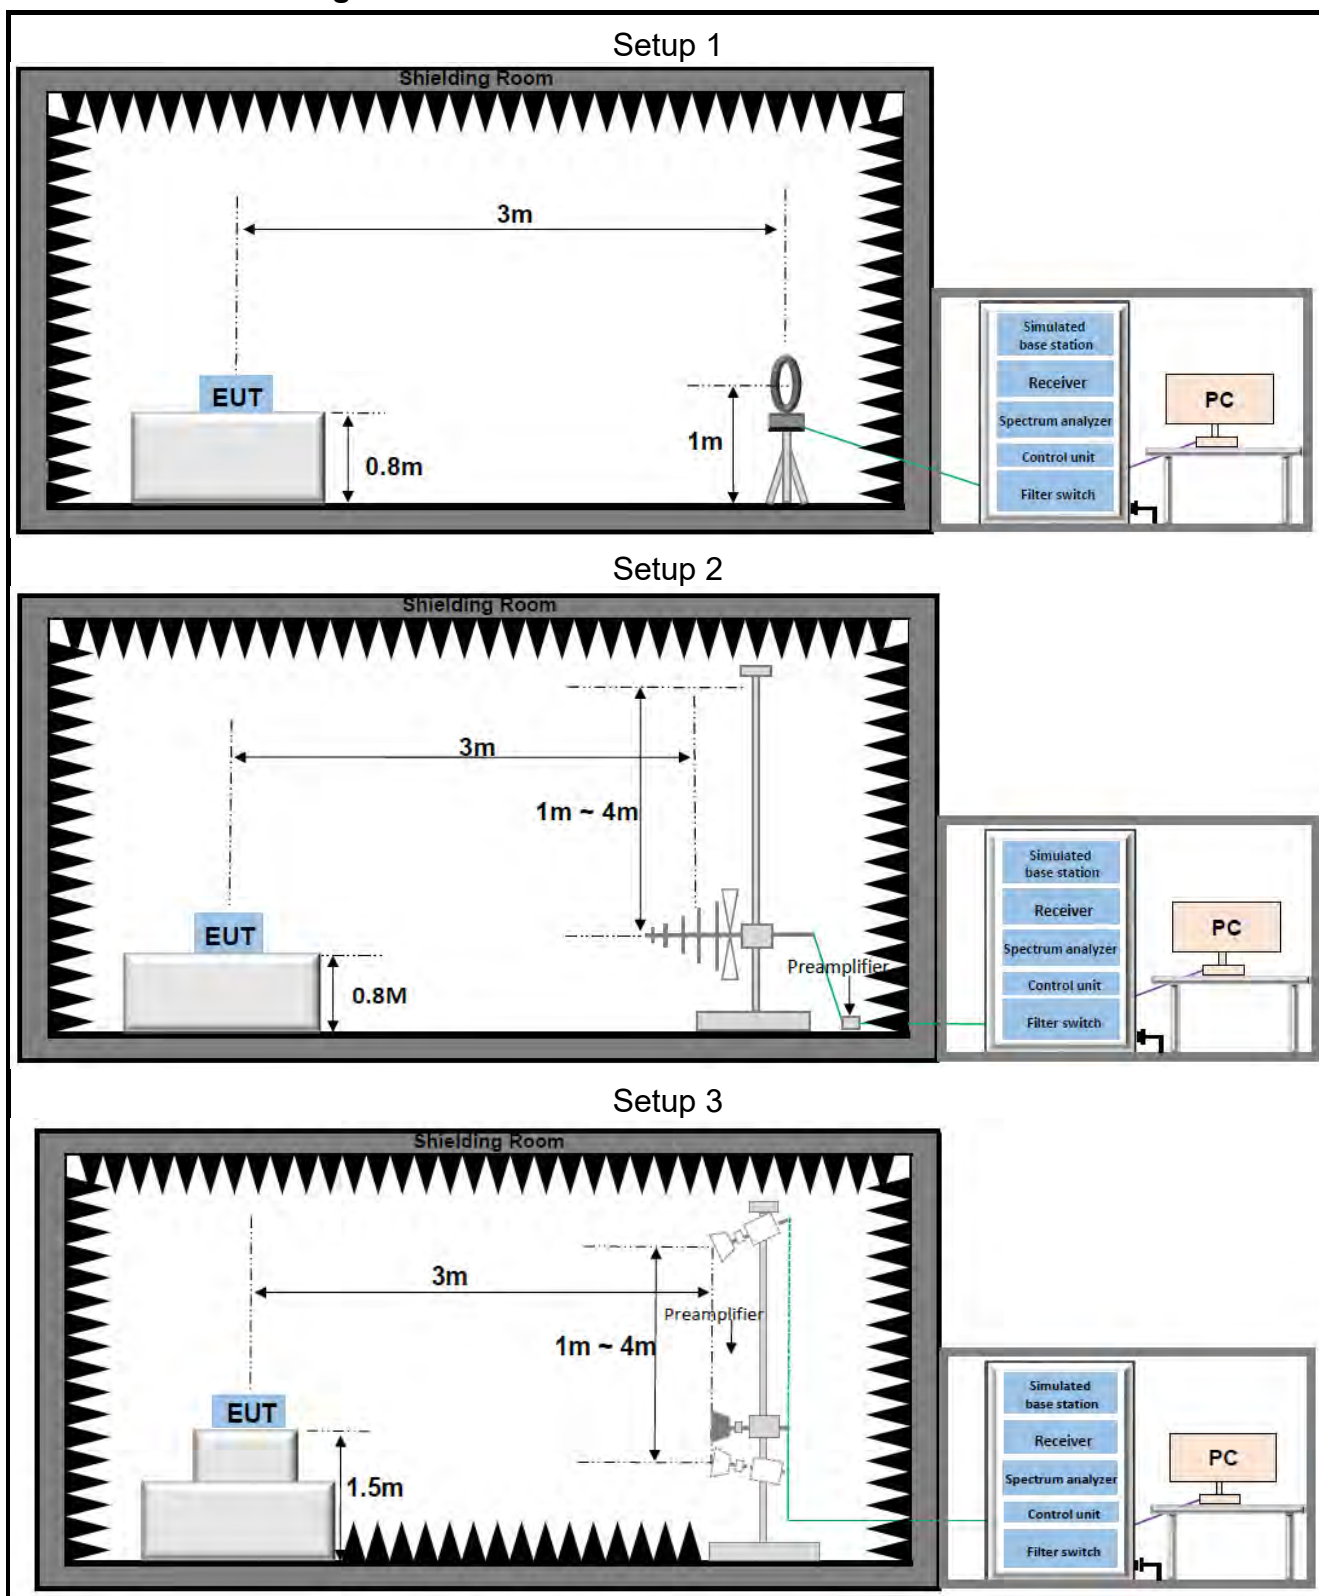 Setup 1
Shielding Room
3m
EUT
0.8m
1m
Simulated
base station
Receiver
Spectrum analyzer
Control unit
Filter switch
PC
Setup 2
Shielding Room
3m
1m ~ 4m
EUT
0.8M
Preamplifier
Simulated
base station
Receiver
Spectrum analyzer
Control unit
Filter switch
PC
Setup 3
Shielding Room
3m
Preamplifier
1m ~ 4m
EUT
1.5m
Simulated
base station
Receiver
Spectrum analyzer
Control unit
Filter switch
PC